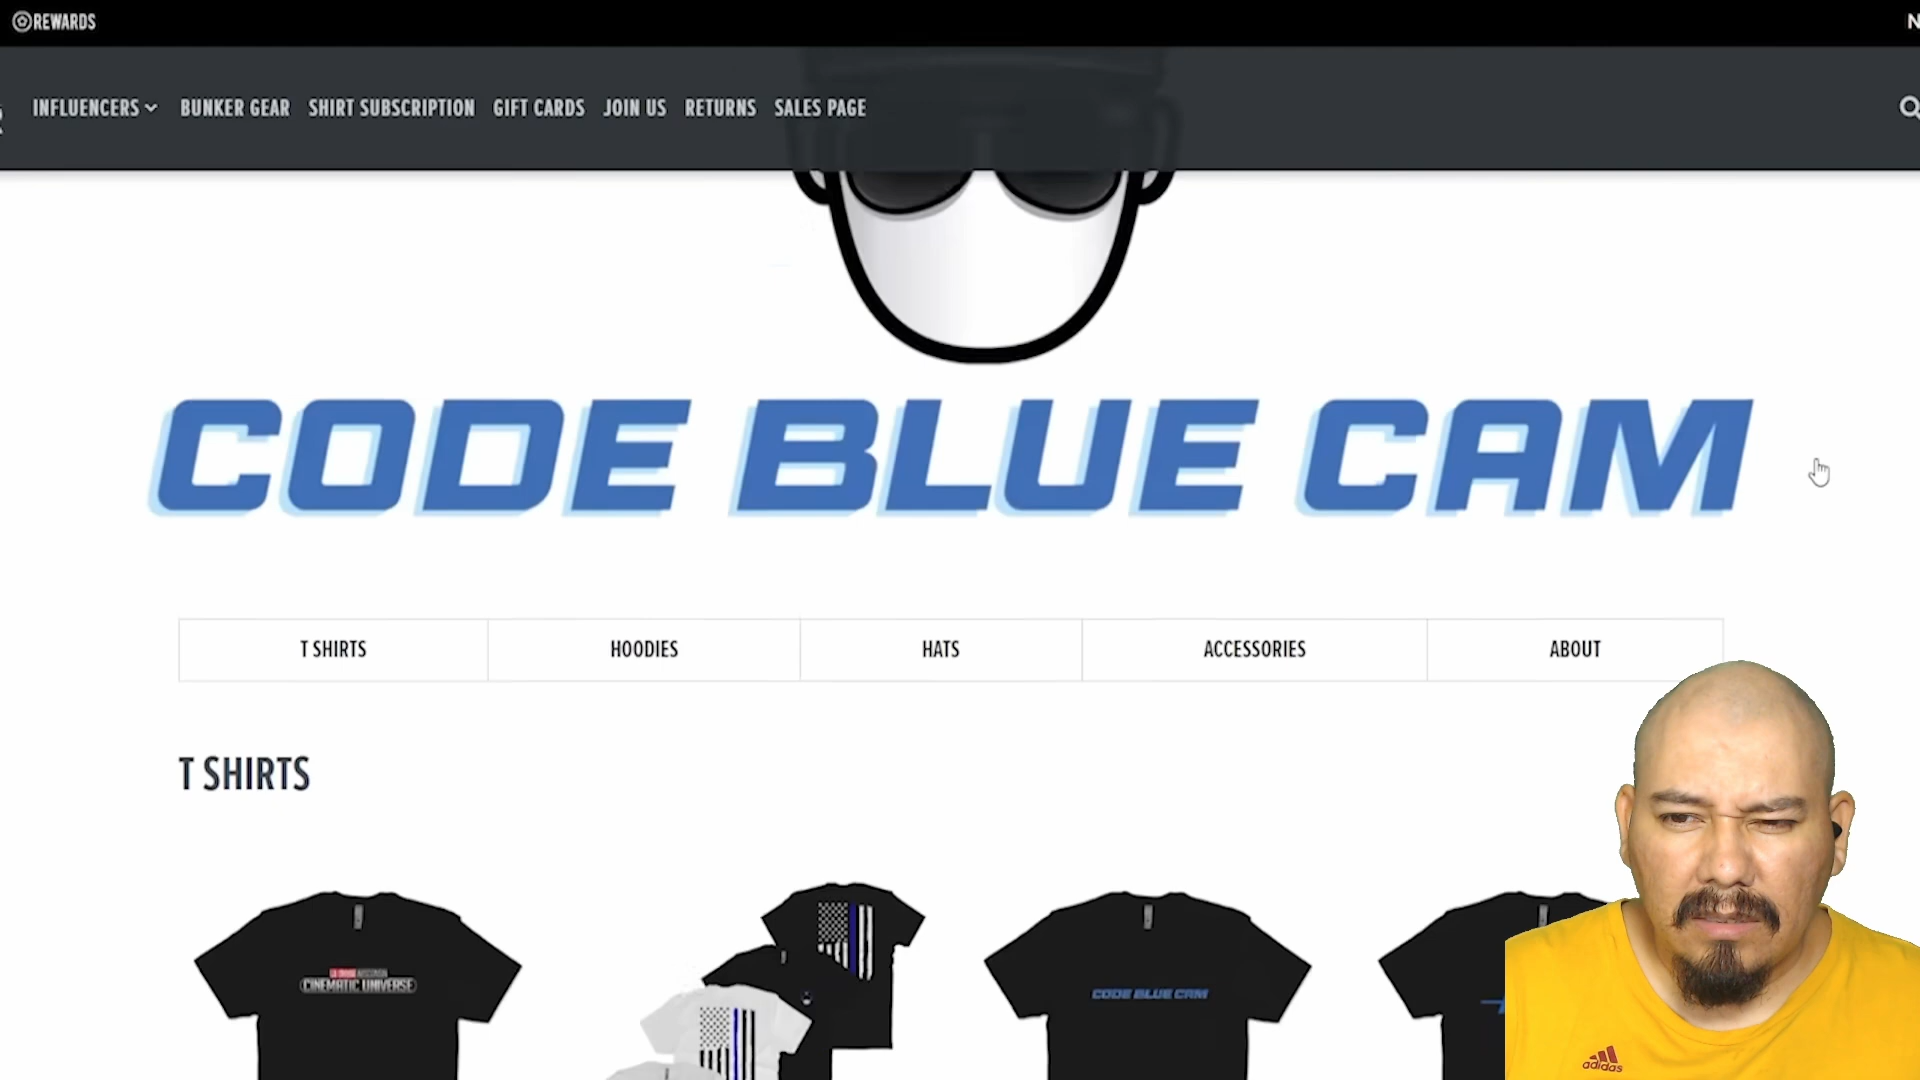 REWARDS
INFLUENCERS BUNKER GEAR SHIRT SUBSCRIPTION GIFT CARDS JOIN US RETURNS SALES PAGE
CODE BLUE CAM
T SHIRTS HOODIES HATS ACCESSORIES ABOUT
T SHIRTS
CINEMATIC UNIVERSE
CODE BLUE CAM
adidas